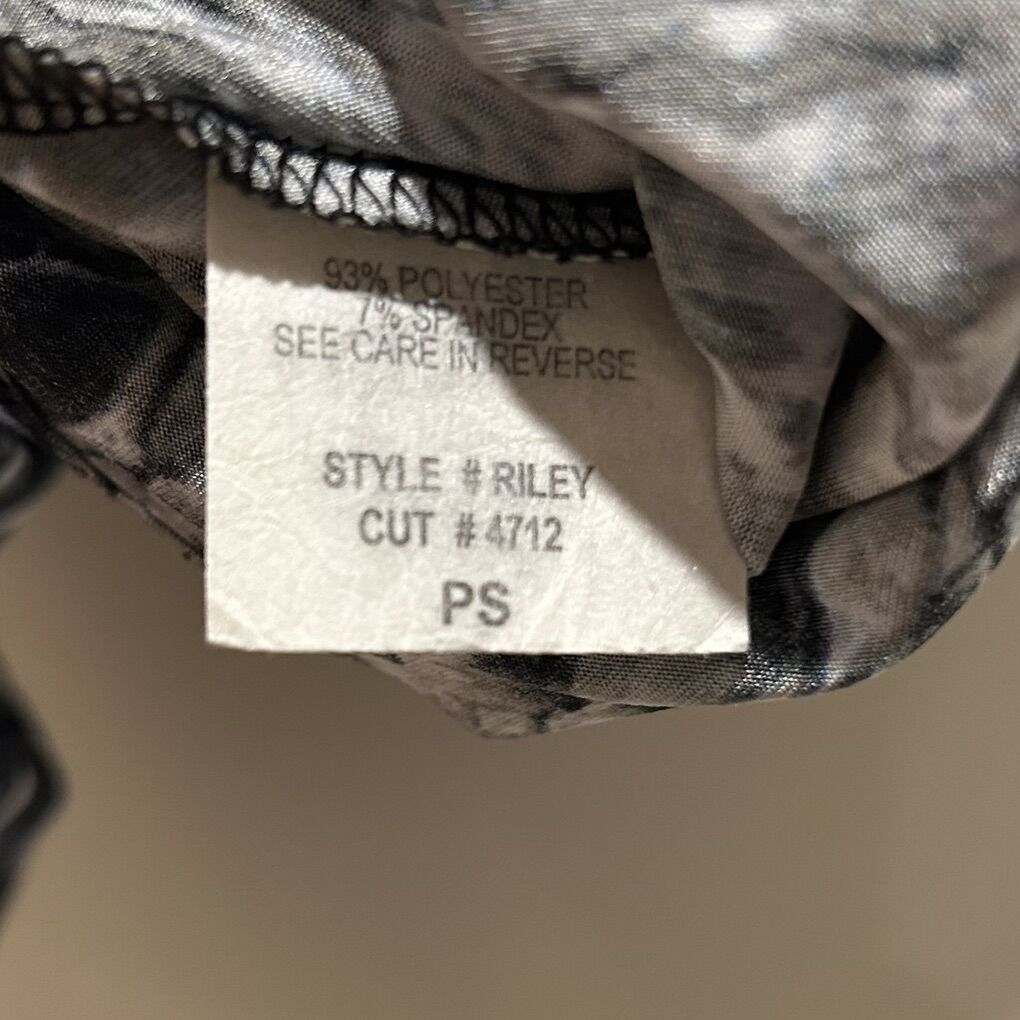 93% POLYESTER
7% SPANDEX
SEE CARE IN REVERSE
STYLE # RILEY
CUT # 4712
PS